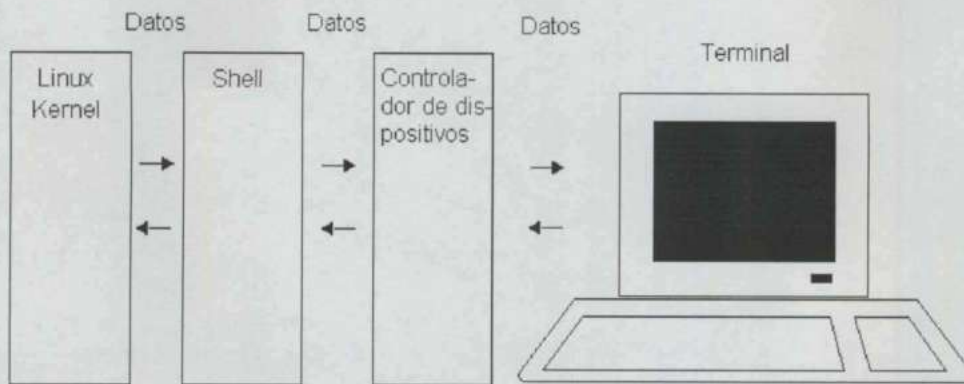 Datos
Datos
Datos
Terminal
Linux
Kernel
Shell
Controla-
dor de dis-
positivos